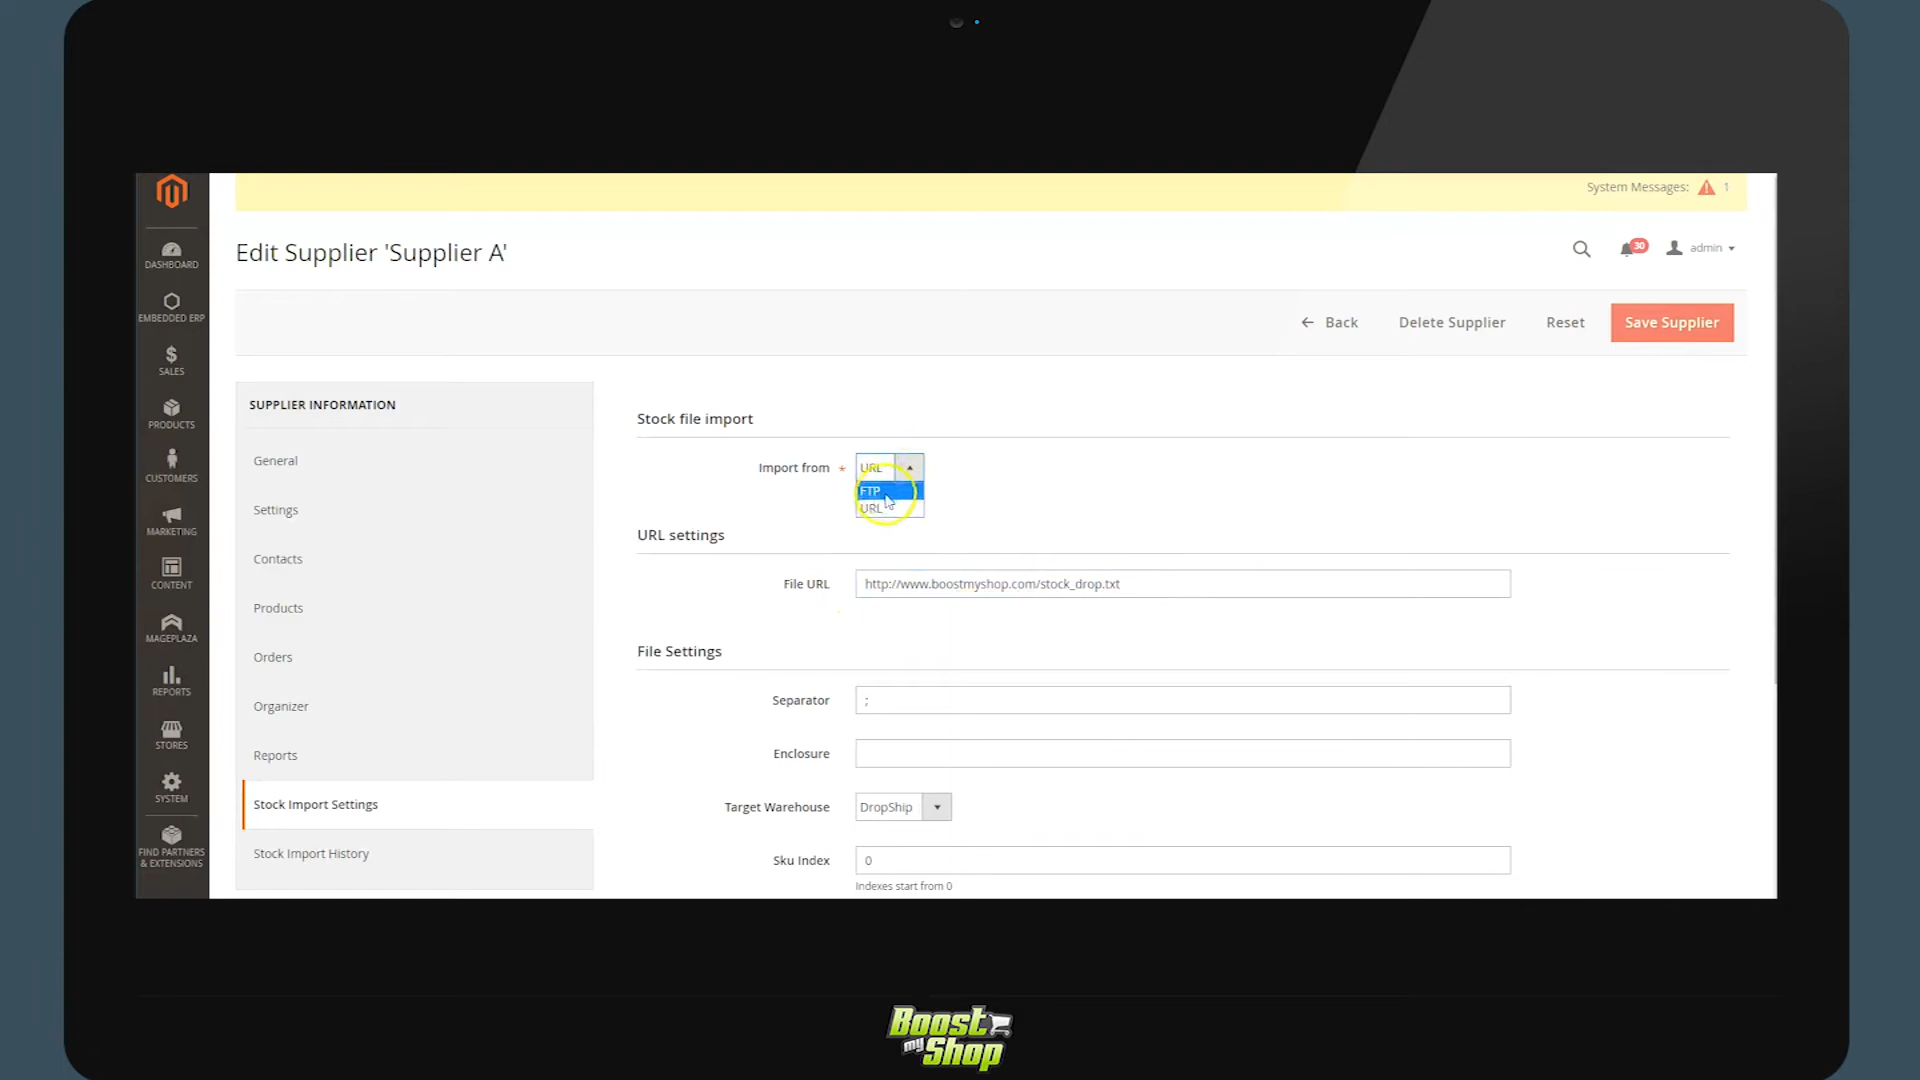 System Messages: 1
Edit Supplier 'Supplier A'
30
admin
Back
Delete Supplier
Reset
Save Supplier
DASHBOARD
EMBEDDED ERP
SALES
PRODUCTS
CUSTOMERS
MARKETING
CONTENT
MAGEPLAZA
REPORTS
STORES
SYSTEM
FIND PARTNERS
& EXTENSIONS
SUPPLIER INFORMATION
General
Settings
Contacts
Products
Orders
Organizer
Reports
Stock Import Settings
Stock Import History
Stock file import
Import from * URL
FTP
URL
URL settings
File URL http://www.boostmyshop.com/stock_drop.txt
File Settings
Separator ;
Enclosure
Target Warehouse DropShip
Sku Index 0
Indexes start from 0
Boost
my
Shop